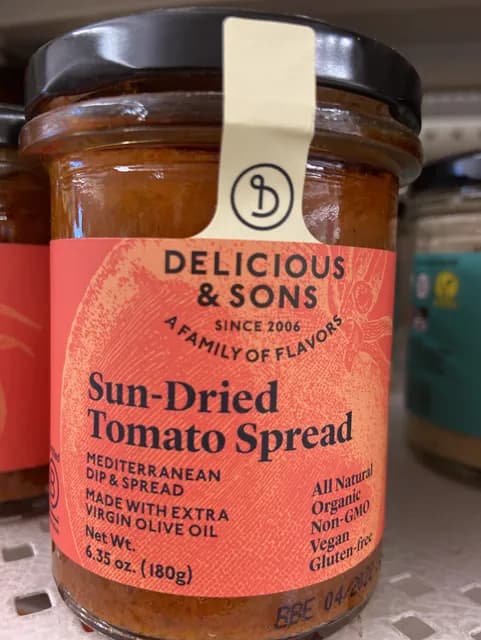 DELICIOUS
& SONS
SINCE 2006
A FAMILY OF FLAVORS
Sun-Dried
Tomato Spread
MEDITERRANEAN
DIP & SPREAD
MADE WITH EXTRA
VIRGIN OLIVE OIL
Net Wt.
6.35 oz. (180g)
All Natural
Organic
Non-GMO
Vegan
Gluten-free
BBE